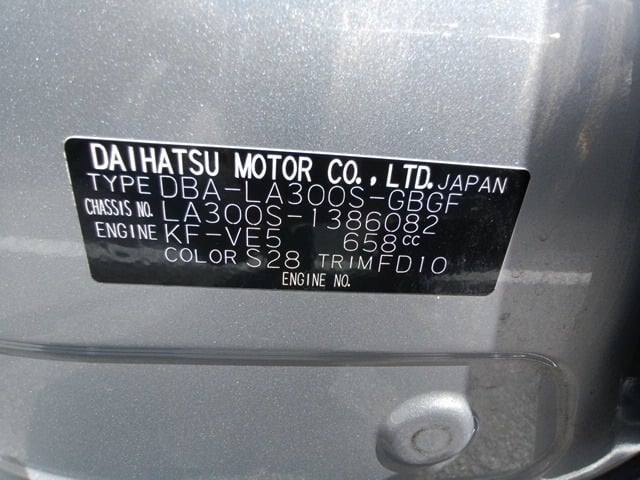 DAIHATSU MOTOR CO.,LTD. JAPAN
TYPE DBA-LA300S-GBGF
CHASSIS NO. LA300S-1386082
ENGINE KF-VE5 658cc
COLOR S28 TRIM FD10
ENGINE NO.